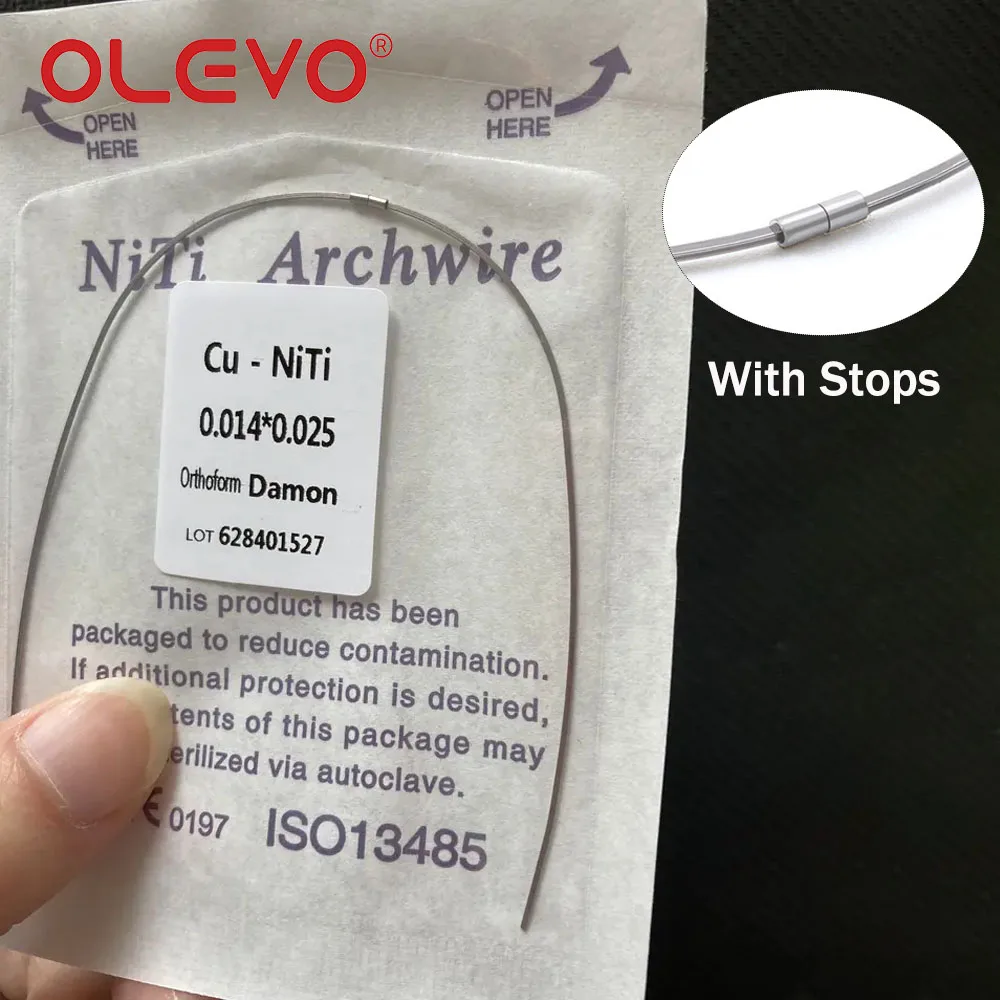 OLEVO®
OPEN
HERE
OPEN
HERE
NiTi Archwire
With Stops
Cu - NiTi
0.014*0.025
Orthoform Damon
LOT 628401527
This product has been
packaged to reduce contamination.
If additional protection is desired,
tents of this package may
erilized via autoclave.
CE 0197 ISO13485